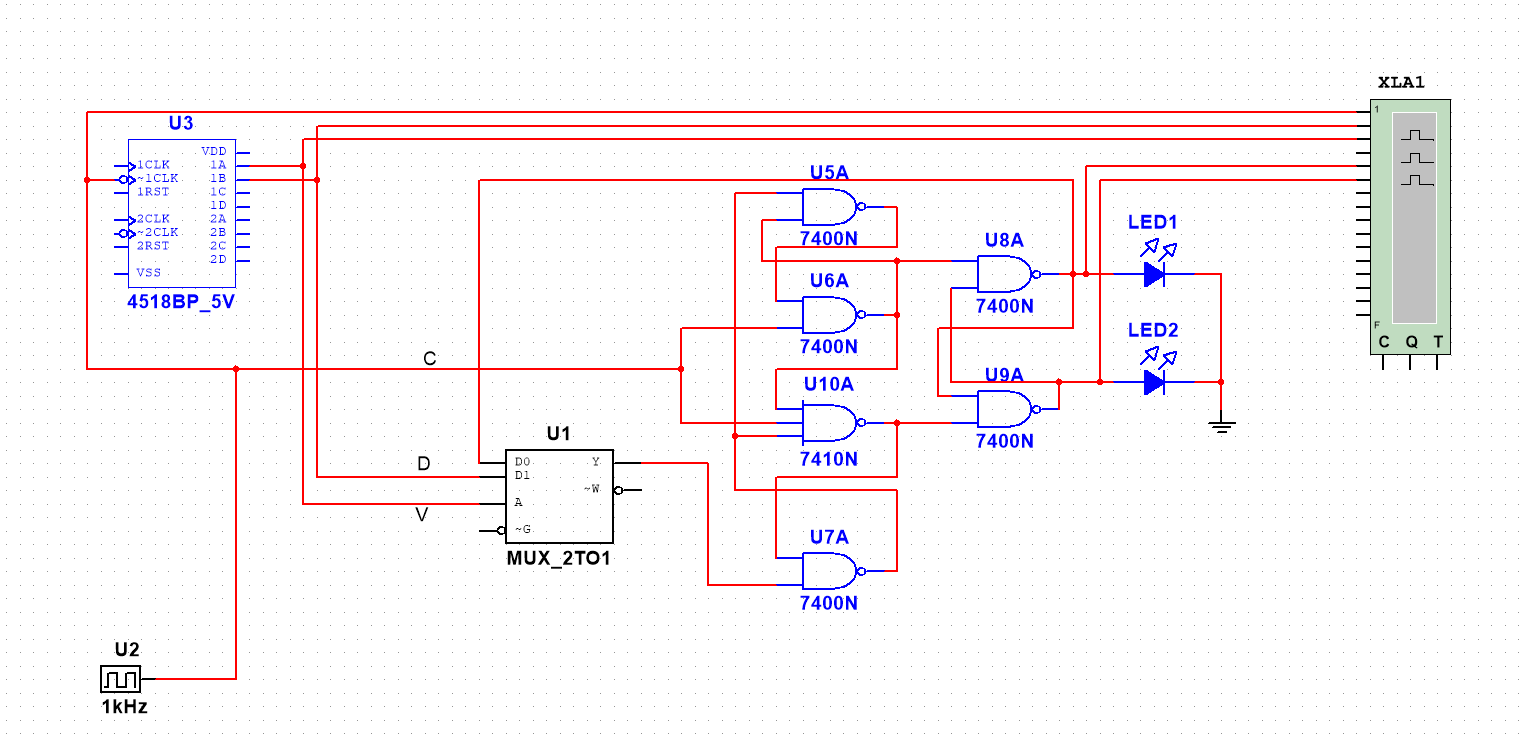 XLA1
1
F
C Q T
U3
VDD
1CLK 1A
~1CLK 1B
1RST 1C
1D
2CLK 2A
~2CLK 2B
2RST 2C
2D
VSS
4518BP_5V
U5A
7400N
U6A
7400N
U8A
7400N
LED1
LED2
C
U10A
7410N
U9A
7400N
U1
D
V
D0 Y
D1
~W
A
~G
MUX_2TO1
U7A
7400N
U2
1kHz